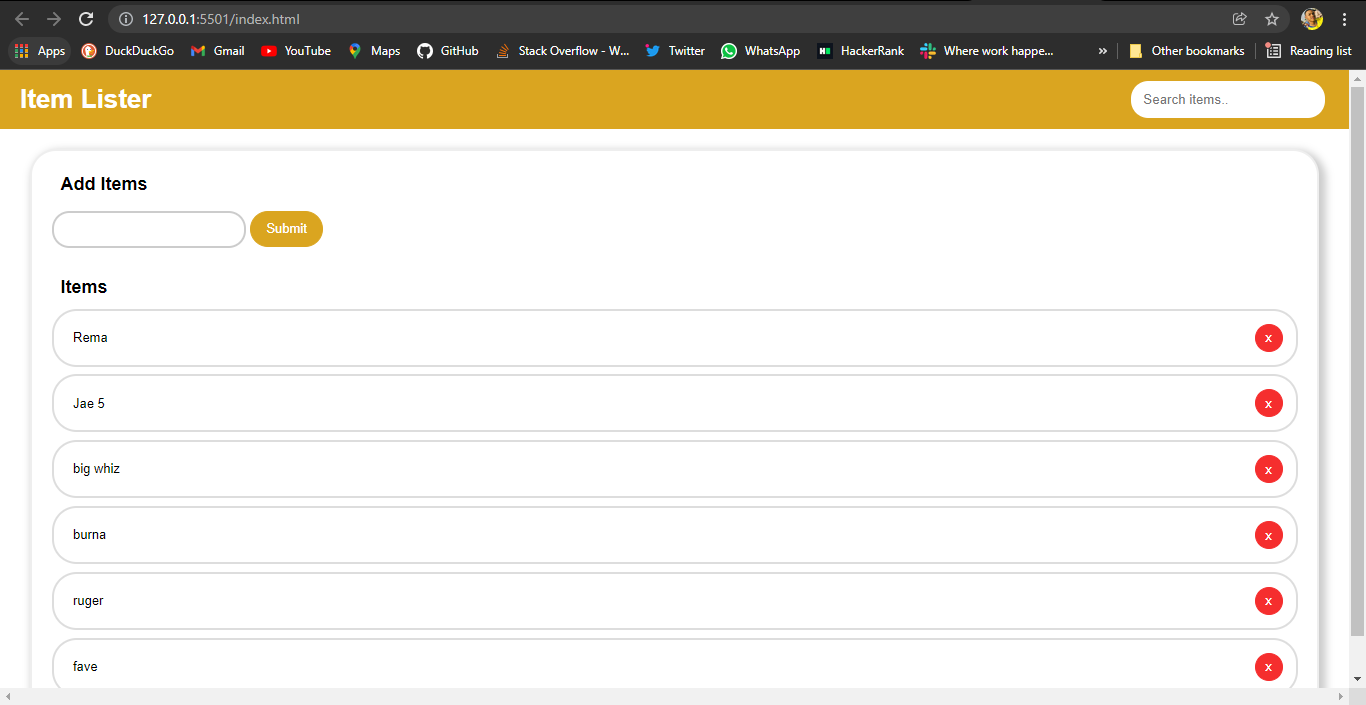 127.0.0.1:5501/index.html
Apps DuckDuckGo Gmail YouTube Maps GitHub Stack Overflow - W... Twitter WhatsApp HackerRank Where work happe... » Other bookmarks Reading list
Item Lister Search items..
Add Items
Submit
Items
Rema x
Jae 5 x
big whiz x
burna x
ruger x
fave x